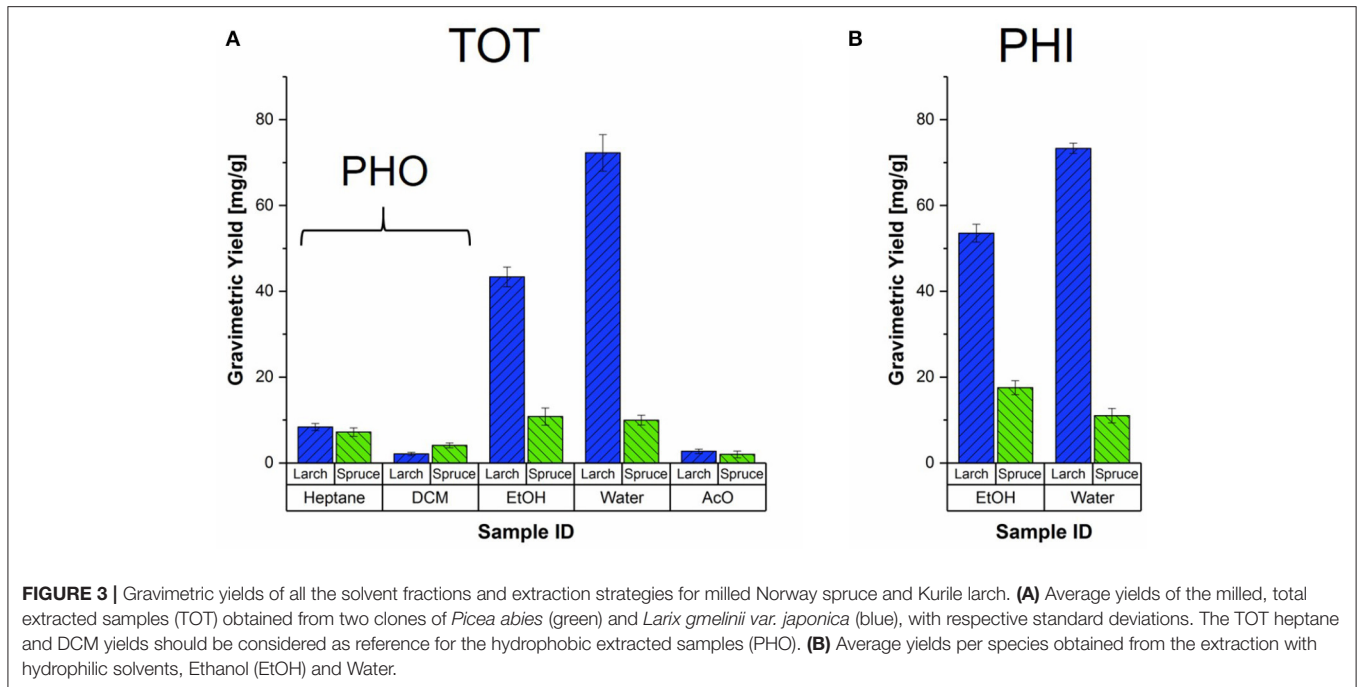 A
TOT
B
PHI
PHO
Gravimetric Yield [mg/g]
80
60
40
20
0
Larch Spruce Larch Spruce Larch Spruce Larch Spruce Larch Spruce
Heptane DCM EtOH Water AcO
Sample ID
Gravimetric Yield [mg/g]
80
60
40
20
0
Larch Spruce Larch Spruce
EtOH Water
Sample ID
FIGURE 3 | Gravimetric yields of all the solvent fractions and extraction strategies for milled Norway spruce and Kurile larch. (A) Average yields of the milled, total
extracted samples (TOT) obtained from two clones of Picea abies (green) and Larix gmelinii var. japonica (blue), with respective standard deviations. The TOT heptane
and DCM yields should be considered as reference for the hydrophobic extracted samples (PHO). (B) Average yields per species obtained from the extraction with
hydrophilic solvents, Ethanol (EtOH) and Water.